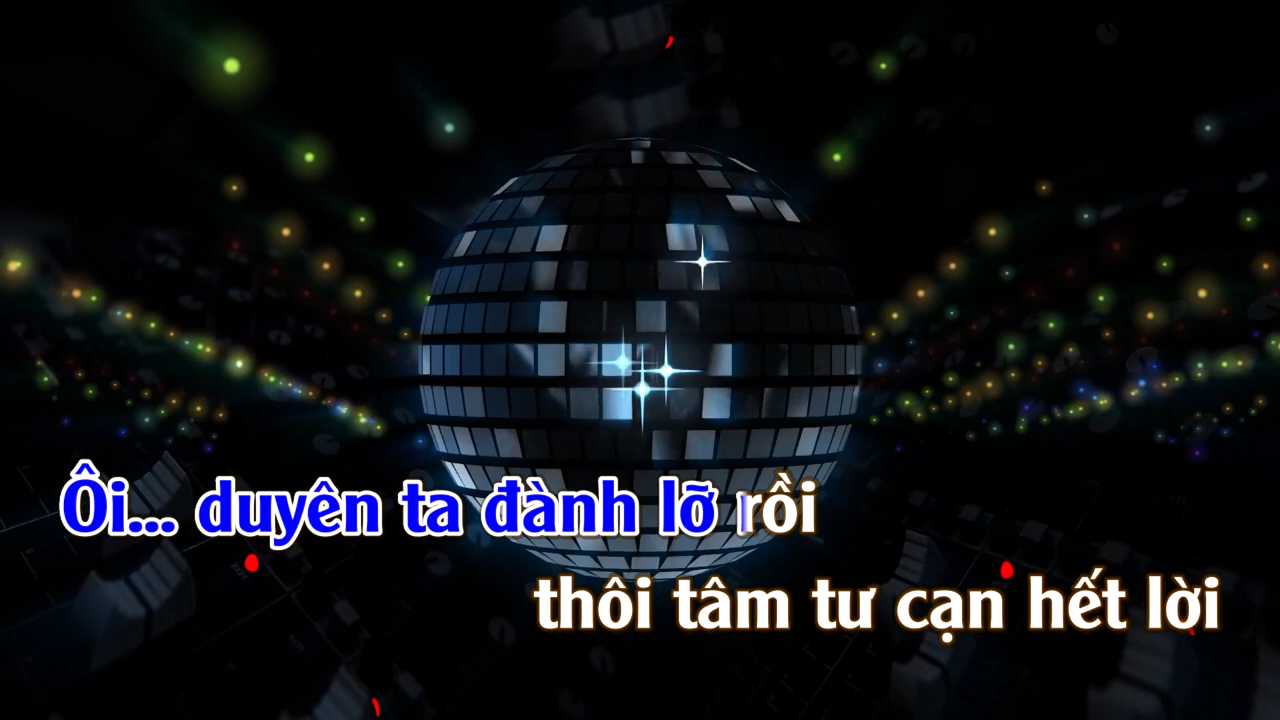 Ôi... duyên ta đành lỡ rồi
thôi tâm tư cạn hết lời